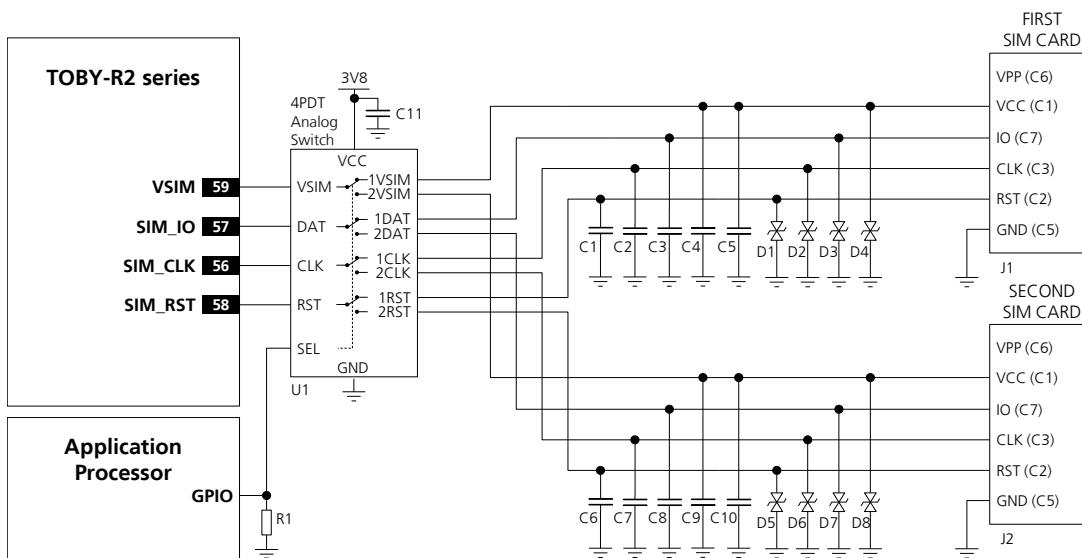 FIRST
SIM CARD
TOBY-R2 series
3V8
C11
4PDT
Analog
Switch
VCC
VPP (C6)
VCC (C1)
IO (C7)
CLK (C3)
RST (C2)
GND (C5)
J1
VSIM 59
SIM_IO 57
SIM_CLK 56
SIM_RST 58
VSIM
DAT
CLK
RST
SEL
GND
U1
1VSIM
2VSIM
1DAT
2DAT
1CLK
2CLK
1RST
2RST
C1 C2 C3 C4 C5 D1 D2 D3 D4
SECOND
SIM CARD
VPP (C6)
VCC (C1)
IO (C7)
CLK (C3)
RST (C2)
GND (C5)
J2
C6 C7 C8 C9 C10 D5 D6 D7 D8
Application
Processor
GPIO
R1